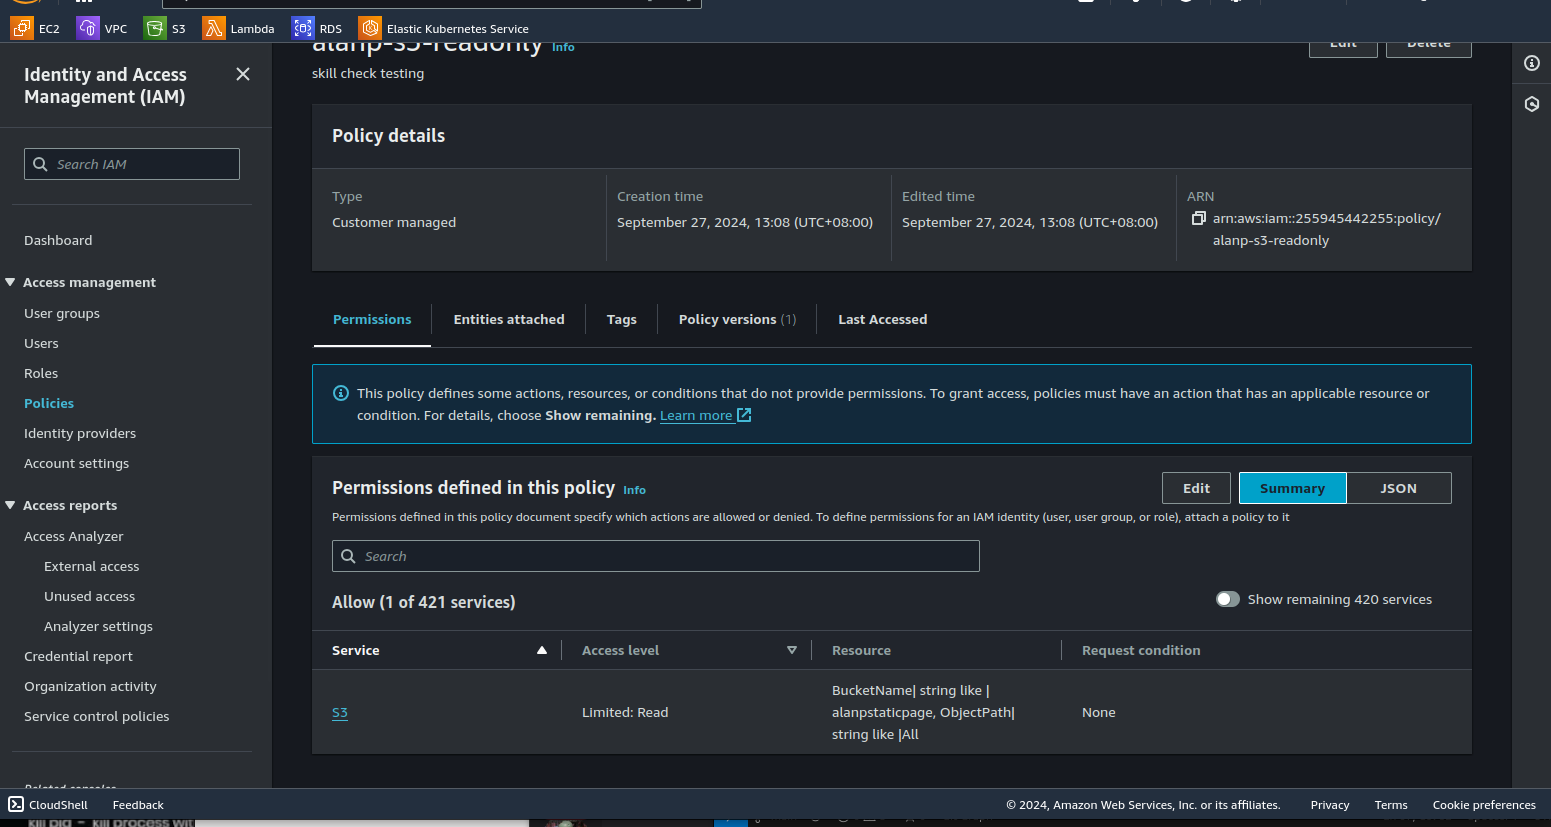 EC2 VPC S3 Lambda RDS Elastic Kubernetes Service
Identity and Access
Management (IAM)
Search IAM
Dashboard
Access management
User groups
Users
Roles
Policies
Identity providers
Account settings
Access reports
Access Analyzer
External access
Unused access
Analyzer settings
Credential report
Organization activity
Service control policies
Related consoles
alanp-s3-readonly Info
Edit Delete
skill check testing
Policy details
Type
Customer managed
Creation time
September 27, 2024, 13:08 (UTC+08:00)
Edited time
September 27, 2024, 13:08 (UTC+08:00)
ARN
arn:aws:iam::255945442255:policy/
alanp-s3-readonly
Permissions Entities attached Tags Policy versions (1) Last Accessed
This policy defines some actions, resources, or conditions that do not provide permissions. To grant access, policies must have an action that has an applicable resource or
condition. For details, choose Show remaining. Learn more
Permissions defined in this policy Info
Edit Summary JSON
Permissions defined in this policy document specify which actions are allowed or denied. To define permissions for an IAM identity (user, user group, or role), attach a policy to it
Search
Allow (1 of 421 services)
Show remaining 420 services
Service Access level Resource Request condition
S3
Limited: Read
BucketName| string like |
alanpstaticpage, ObjectPath|
string like |All
None
CloudShell Feedback
© 2024, Amazon Web Services, Inc. or its affiliates. Privacy Terms Cookie preferences
kill pid - kill process wit